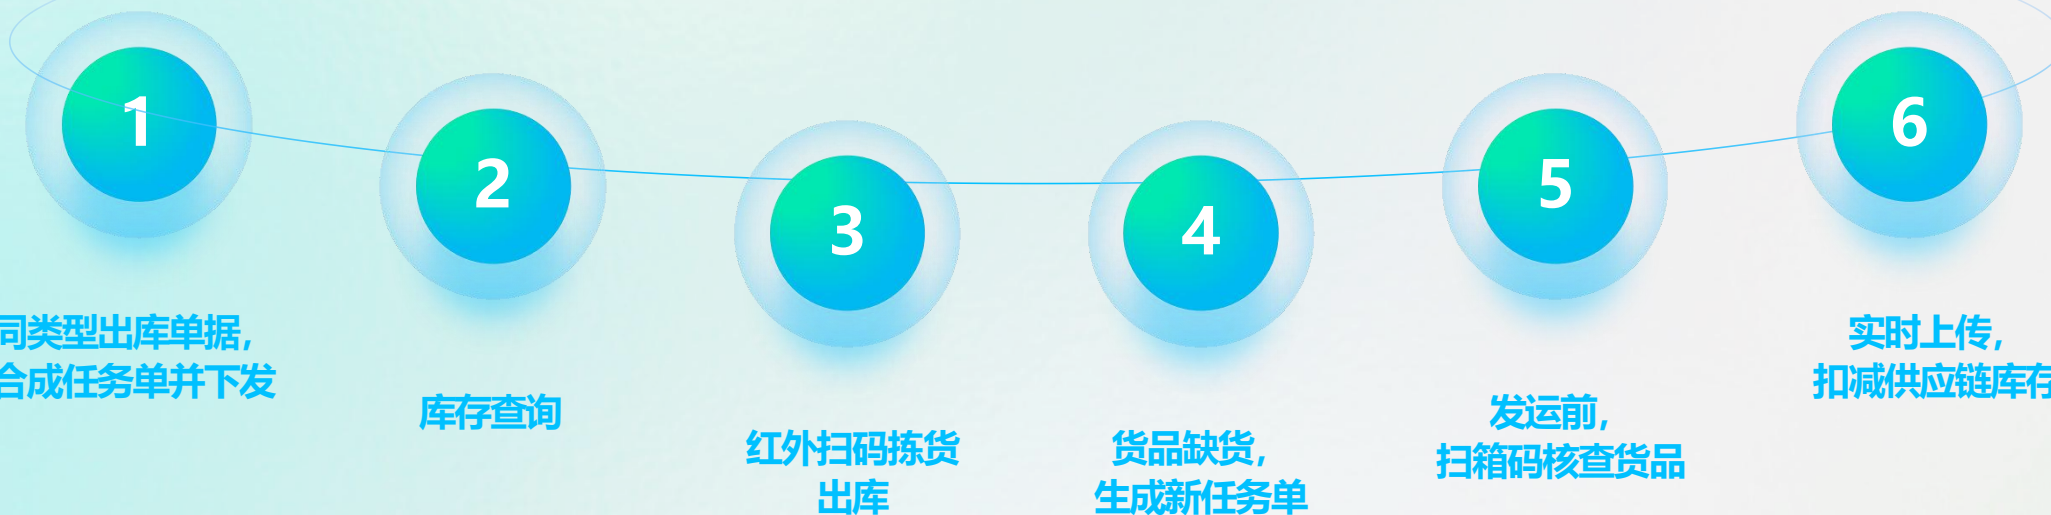 1
同类型出库单据,
合成任务单并下发
2
库存查询
3
红外扫码拣货
出库
4
货品缺货,
生成新任务单
5
发运前,
扫箱码核查货品
6
实时上传,
扣减供应链库存